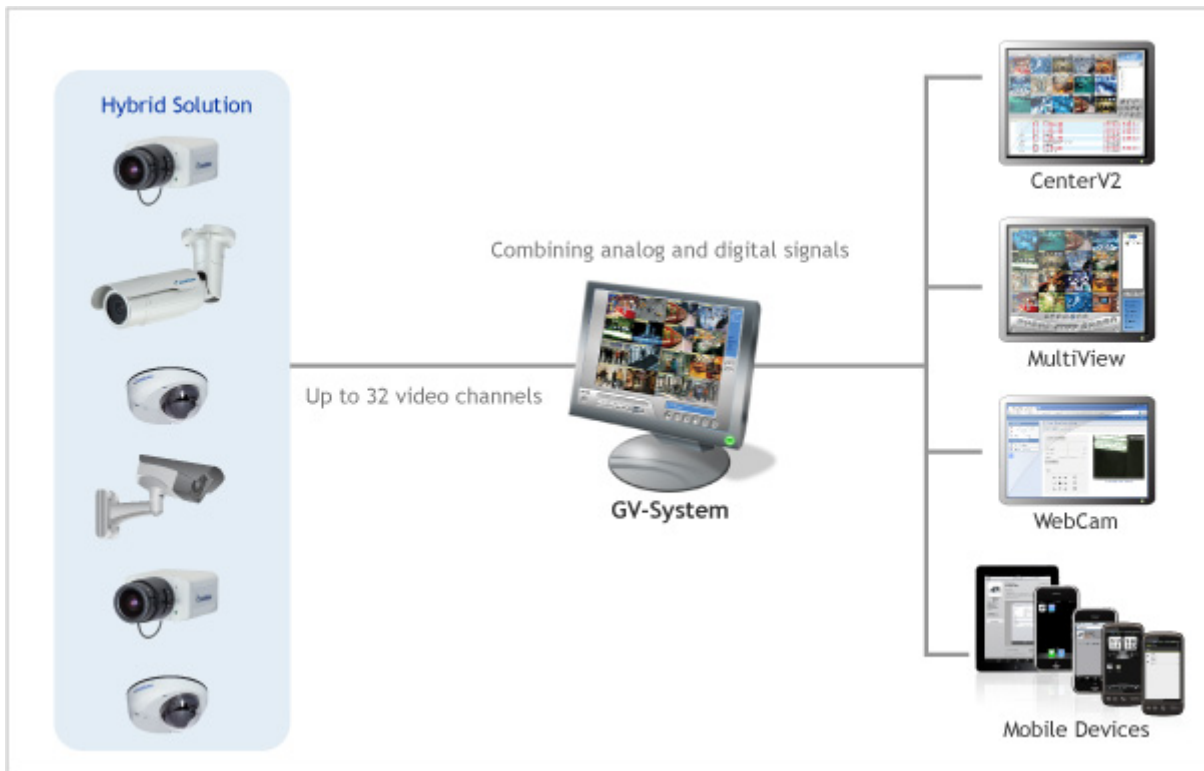 Hybrid Solution
Combining analog and digital signals
Up to 32 video channels
GV-System
CenterV2
MultiView
WebCam
Mobile Devices